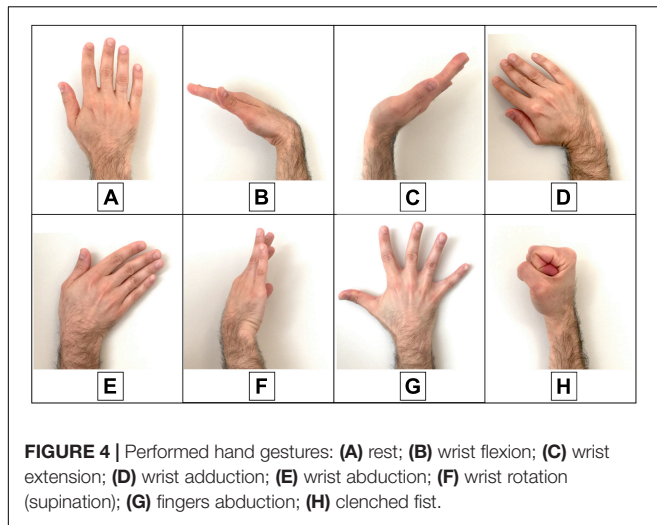 A
B
C
D
E
F
G
H
FIGURE 4 | Performed hand gestures: (A) rest; (B) wrist flexion; (C) wrist
extension; (D) wrist adduction; (E) wrist abduction; (F) wrist rotation
(supination); (G) fingers abduction; (H) clenched fist.